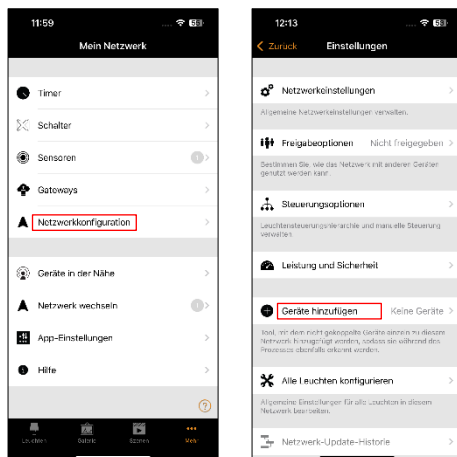 11:59
Mein Netzwerk
Timer
Schalter
Sensoren
Gateways
Netzwerkkonfiguration
Geräte in der Nähe
Netzwerk wechseln
App-Einstellungen
Hilfe
Leuchten
Galerie
Szenen
Mehr
12:13
Zurück
Einstellungen
Netzwerkeinstellungen
Allgemeine Netzwerkeinstellungen verwalten.
Freigabeoptionen Nicht freigegeben
Bestimmen Sie, wie das Netzwerk mit anderen Geräten
genutzt werden kann.
Steuerungsoptionen
Leuchtensteuerungshierarchie und manuelle Steuerung
verwalten
Leistung und Sicherheit
Geräte hinzufügen Keine Geräte
Tool, mit dem nicht gekoppelte Geräte einzeln zu diesem
Netzwerk hinzugefügt werden, sodass sie während des
Prozesses ebenfalls erkannt werden.
Alle Leuchten konfigurieren
Allgemeine Einstellungen für alle Leuchten in diesem
Netzwerk bearbeiten.
Netzwerk-Update-Historie